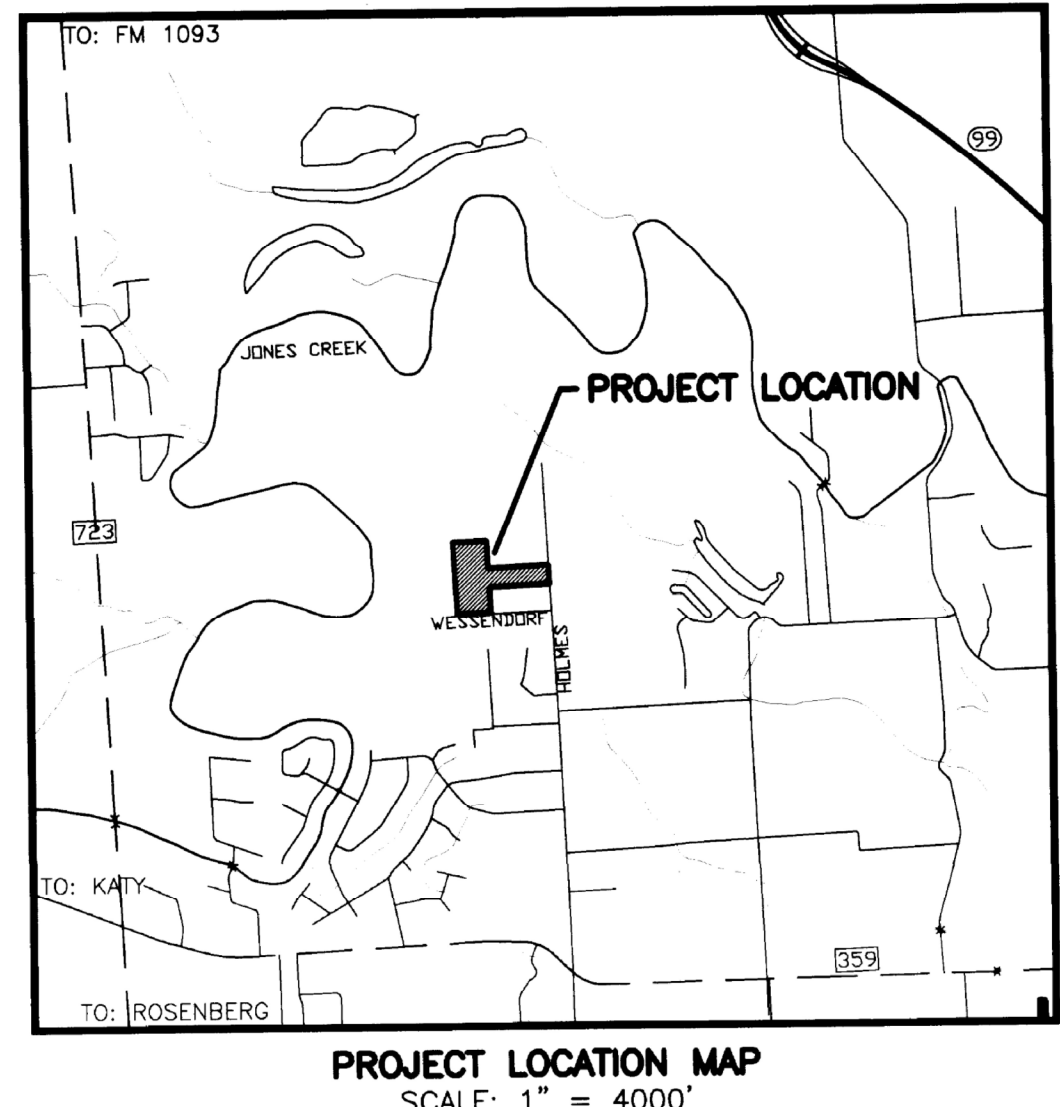 TO: FM 1093
99
JONES CREEK
PROJECT LOCATION
723
WESSENDORF
HOLMES
TO: KATY
359
TO: ROSENBERG
PROJECT LOCATION MAP
SCALE: 1" = 4000'